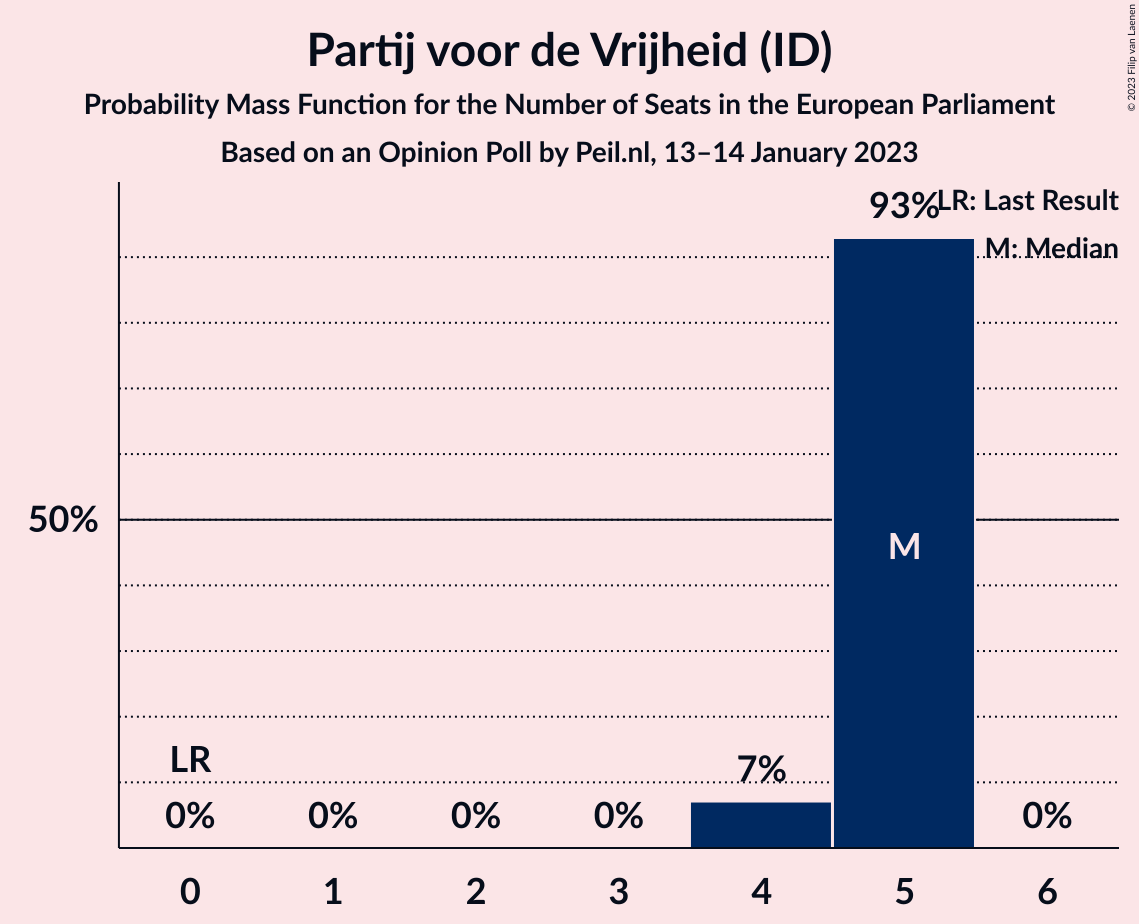 Partij voor de Vrijheid (ID)
Probability Mass Function for the Number of Seats in the European Parliament
Based on an Opinion Poll by Peil.nl, 13–14 January 2023
© 2023 Filip van Laenen
93%
LR: Last Result
M: Median
50%
M
LR
7%
0% 0% 0% 0% 0%
0 1 2 3 4 5 6